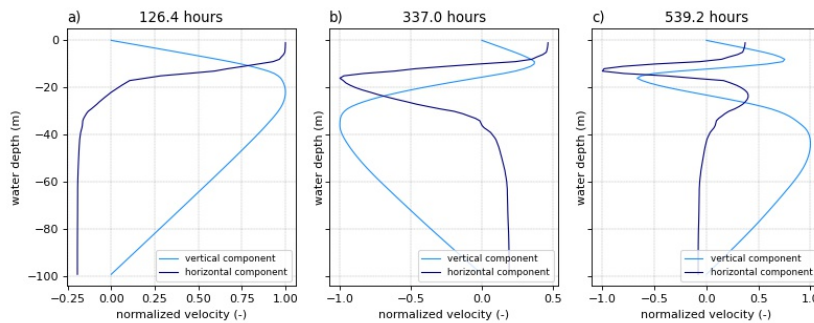 a) 126.4 hours
b) 337.0 hours
c) 539.2 hours
water depth (m)
0
−20
−40
−60
−80
−100
−0.25 0.00 0.25 0.50 0.75 1.00
normalized velocity (-)
vertical component
horizontal component
water depth (m)
−1.0 −0.5 0.0 0.5
normalized velocity (-)
vertical component
horizontal component
water depth (m)
−1.0 −0.5 0.0 0.5 1.0
normalized velocity (-)
vertical component
horizontal component